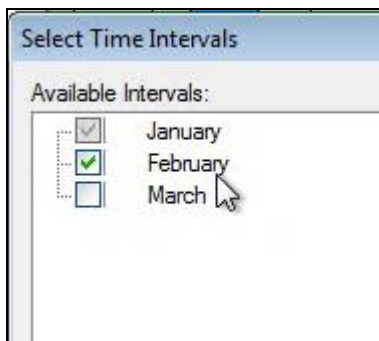 Select Time Intervals
Available Intervals:
January
February
March